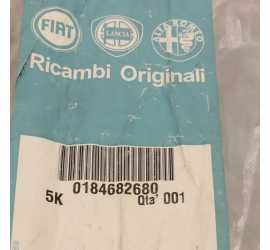 FIAT LANCIA ALFA ROMEO
Ricambi Originali
5K 0184682680
Qta' 001